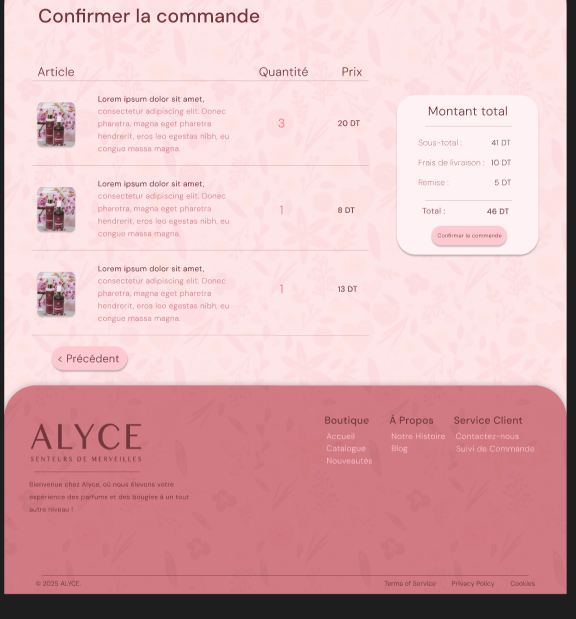 Confirmer la commande
Article Quantité Prix
Lorem ipsum dolor sit amet,
consectetur adipiscing elit. Donec
pharetra, magna eget pharetra
hendrerit, eros leo egestas nibh, eu
congue massa magna.
3
20 DT
Lorem ipsum dolor sit amet,
consectetur adipiscing elit. Donec
pharetra, magna eget pharetra
hendrerit, eros leo egestas nibh, eu
congue massa magna.
1
8 DT
Lorem ipsum dolor sit amet,
consectetur adipiscing elit. Donec
pharetra, magna eget pharetra
hendrerit, eros leo egestas nibh, eu
congue massa magna.
1
13 DT
Montant total
Sous-total : 41 DT
Frais de livraison : 10 DT
Remise : 5 DT
Total : 46 DT
Confirmer la commande
< Précédent
ALYCE
SENTEURS DE MERVEILLES
Bienvenue chez Alyce, où nous élevons votre
expérience des parfums et des bougies à un tout
autre niveau !
Boutique
Accueil
Catalogue
Nouveautés
À Propos
Notre Histoire
Blog
Service Client
Contactez-nous
Suivi de Commande
© 2025 ALYCE.
Terms of Service Privacy Policy Cookies